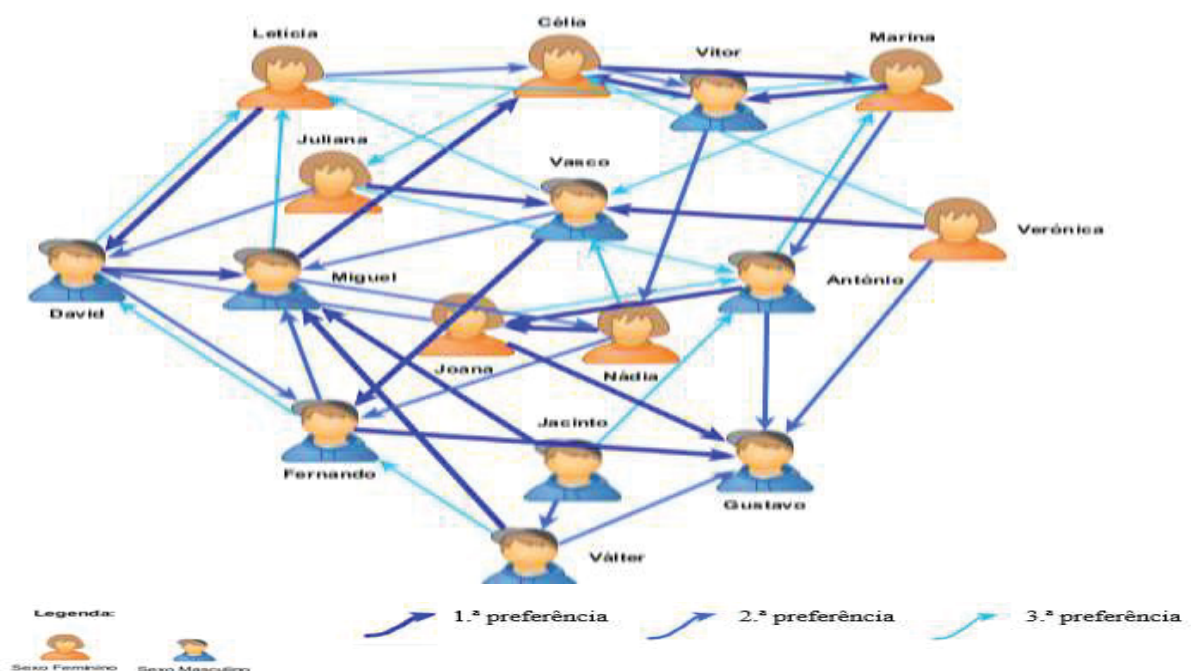 Célia
Letícia
Marina
Vitor
Juliana
Vasco
Verónica
Miguel
António
David
Joana
Nádia
Jacinto
Fernando
Gustavo
Válter
Legenda:
1.ª preferência
2.ª preferência
3.ª preferência
Sexo Feminino
Sexo Masculino